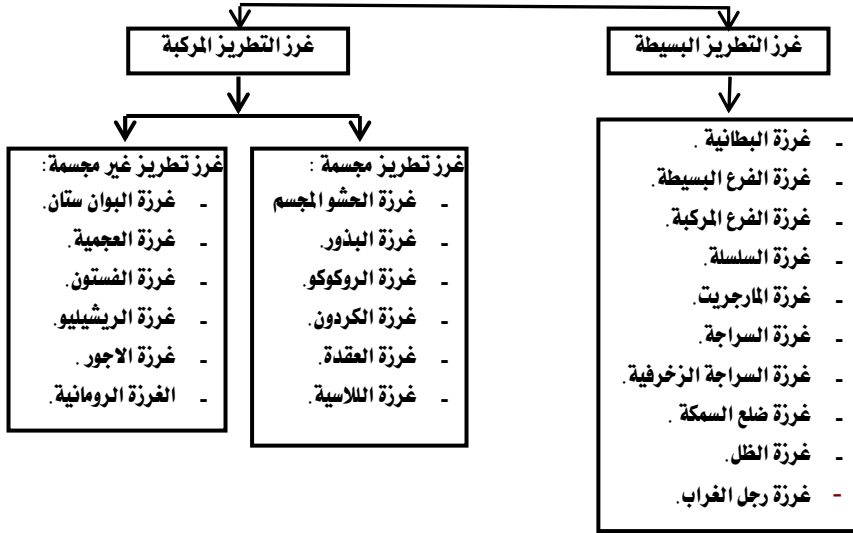 غرز التطريز البسيطة
- غرزة البطانية .
- غرزة الفرع البسيطة.
- غرزة الفرع المركبة.
- غرزة السلسلة.
- غرزة المارجريت.
- غرزة السراجة.
- غرزة السراجة الزخرفية.
- غرزة ضلع السمكة .
- غرزة الظل.
- غرزة رجل الغراب.
غرز التطريز المركبة
غرز تطريز مجسمة :
- غرزة الحشو المجسم
- غرزة البذور.
- غرزة الروكوكو.
- غرزة الكردون.
- غرزة العقدة.
- غرزة اللاسية.
غرز تطريز غير مجسمة:
- غرزة البوان ستان.
- غرزة العجمية.
- غرزة الفستون.
- غرزة الريشيليو.
- غرزة الاجور .
- الغرزة الرومانية.